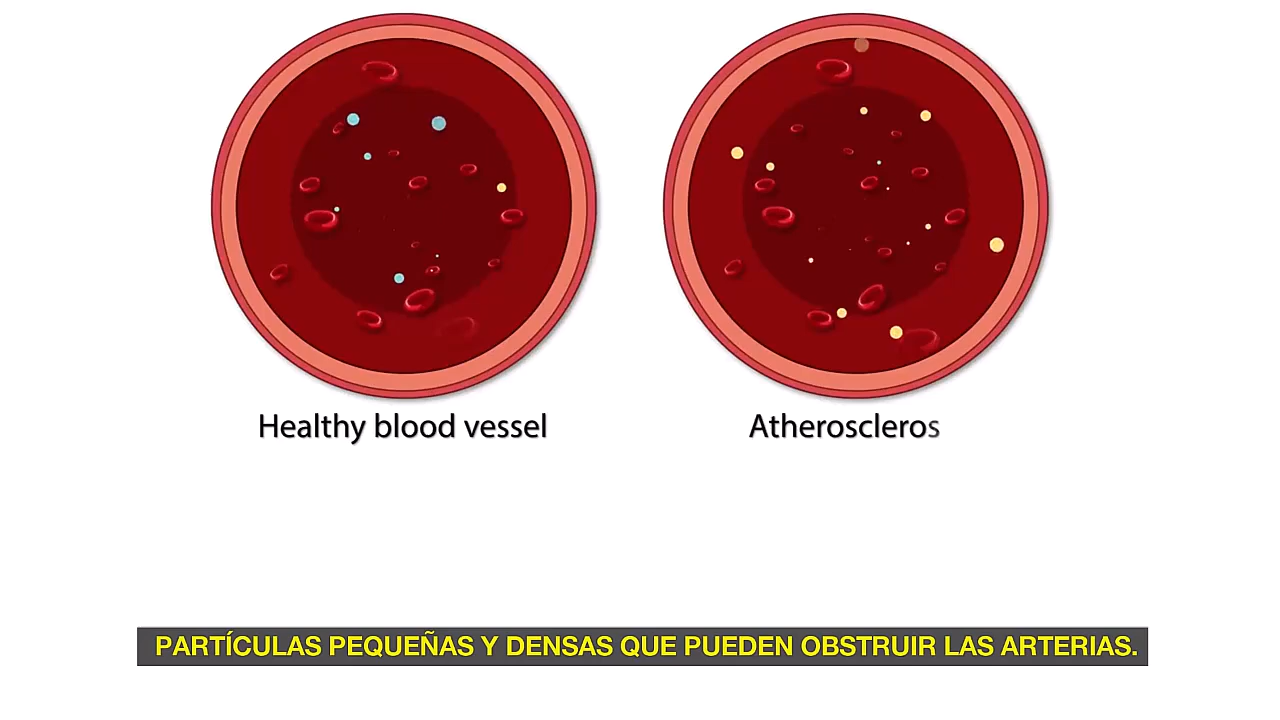 Healthy blood vessel
Atheroscleros
PARTÍCULAS PEQUEÑAS Y DENSAS QUE PUEDEN OBSTRUIR LAS ARTERIAS.